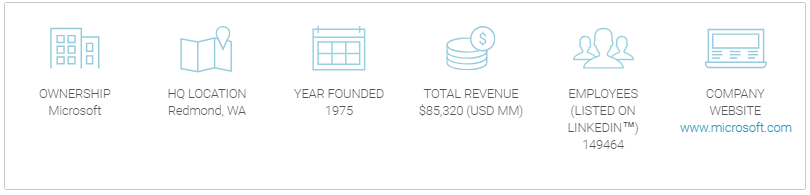 OWNERSHIP
Microsoft
HQ LOCATION
Redmond, WA
YEAR FOUNDED
1975
TOTAL REVENUE
$85,320 (USD MM)
EMPLOYEES
(LISTED ON
LINKEDIN™)
149464
COMPANY
WEBSITE
www.microsoft.com